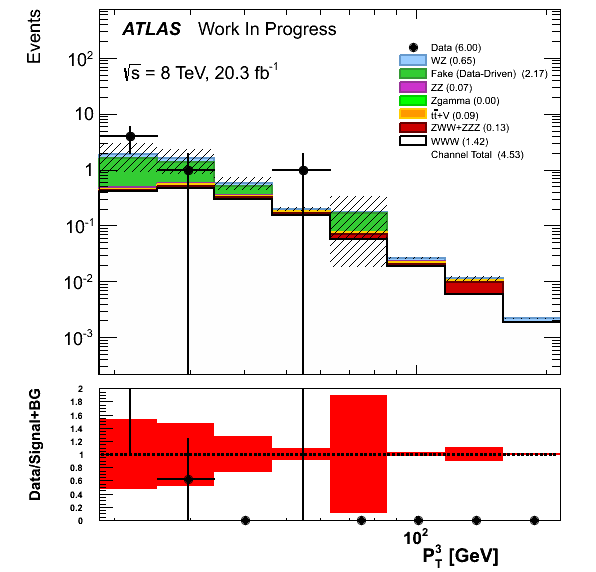 Events
ATLAS Work In Progress
√s = 8 TeV, 20.3 fb⁻¹
Data (6.00)
WZ (0.65)
Fake (Data-Driven) (2.17)
ZZ (0.07)
Zgamma (0.00)
tt̄+V (0.09)
ZWW+ZZZ (0.13)
WWW (1.42)
Channel Total (4.53)
10²
10
1
10⁻¹
10⁻²
10⁻³
Data/Signal+BG
2
1.8
1.6
1.4
1.2
1
0.8
0.6
0.4
0.2
0
10²
P³_T [GeV]